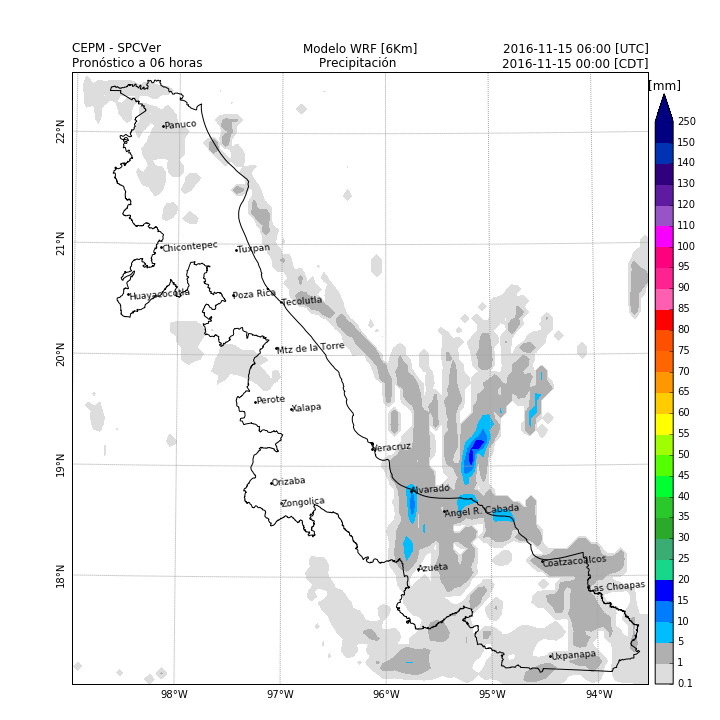 CEPM - SPCVer
Modelo WRF [6Km]
2016-11-15 06:00 [UTC]
Pronóstico a 06 horas
Precipitación
2016-11-15 00:00 [CDT]
[mm]
250
150
140
130
120
110
100
95
90
85
80
75
70
65
60
55
50
45
40
35
30
25
20
15
10
5
1
0.1
22°N
21°N
20°N
19°N
18°N
98°W
97°W
96°W
95°W
94°W
Panuco
Chicontepec
Tuxpan
Huayacocotla
Poza Rica
Tecolutla
Mtz de la Torre
Perote
Xalapa
Veracruz
Orizaba
Alvarado
Zongolica
Angel R. Cabada
Azueta
Coatzacoalcos
Las Choapas
Uxpanapa